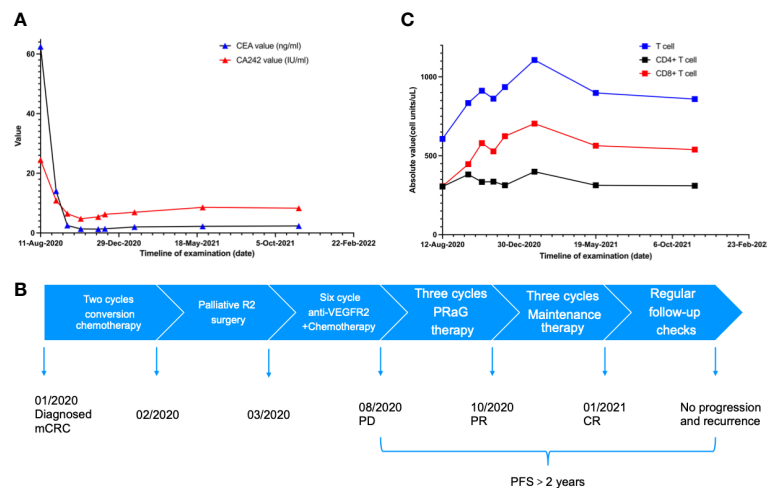 A
CEA value (ng/ml)
CA242 value (IU/ml)
60
40
20
0
Value
11-Aug-2020
29-Dec-2020
18-May-2021
5-Oct-2021
22-Feb-2022
Timeline of examination (date)
C
T cell
CD4+ T cell
CD8+ T cell
1000
500
0
Absolute value(cell units/uL)
12-Aug-2020
30-Dec-2020
19-May-2021
6-Oct-2021
23-Feb-2022
Timeline of examination (date)
B
Two cycles
conversion
chemotherapy
Palliative R2
surgery
Six cycle
anti-VEGFR2
+Chemotherapy
Three cycles
PRaG
therapy
Three cycles
Maintenance
therapy
Regular
follow-up
checks
01/2020
Diagnosed
mCRC
02/2020
03/2020
08/2020
PD
10/2020
PR
01/2021
CR
No progression
and recurrence
PFS > 2 years